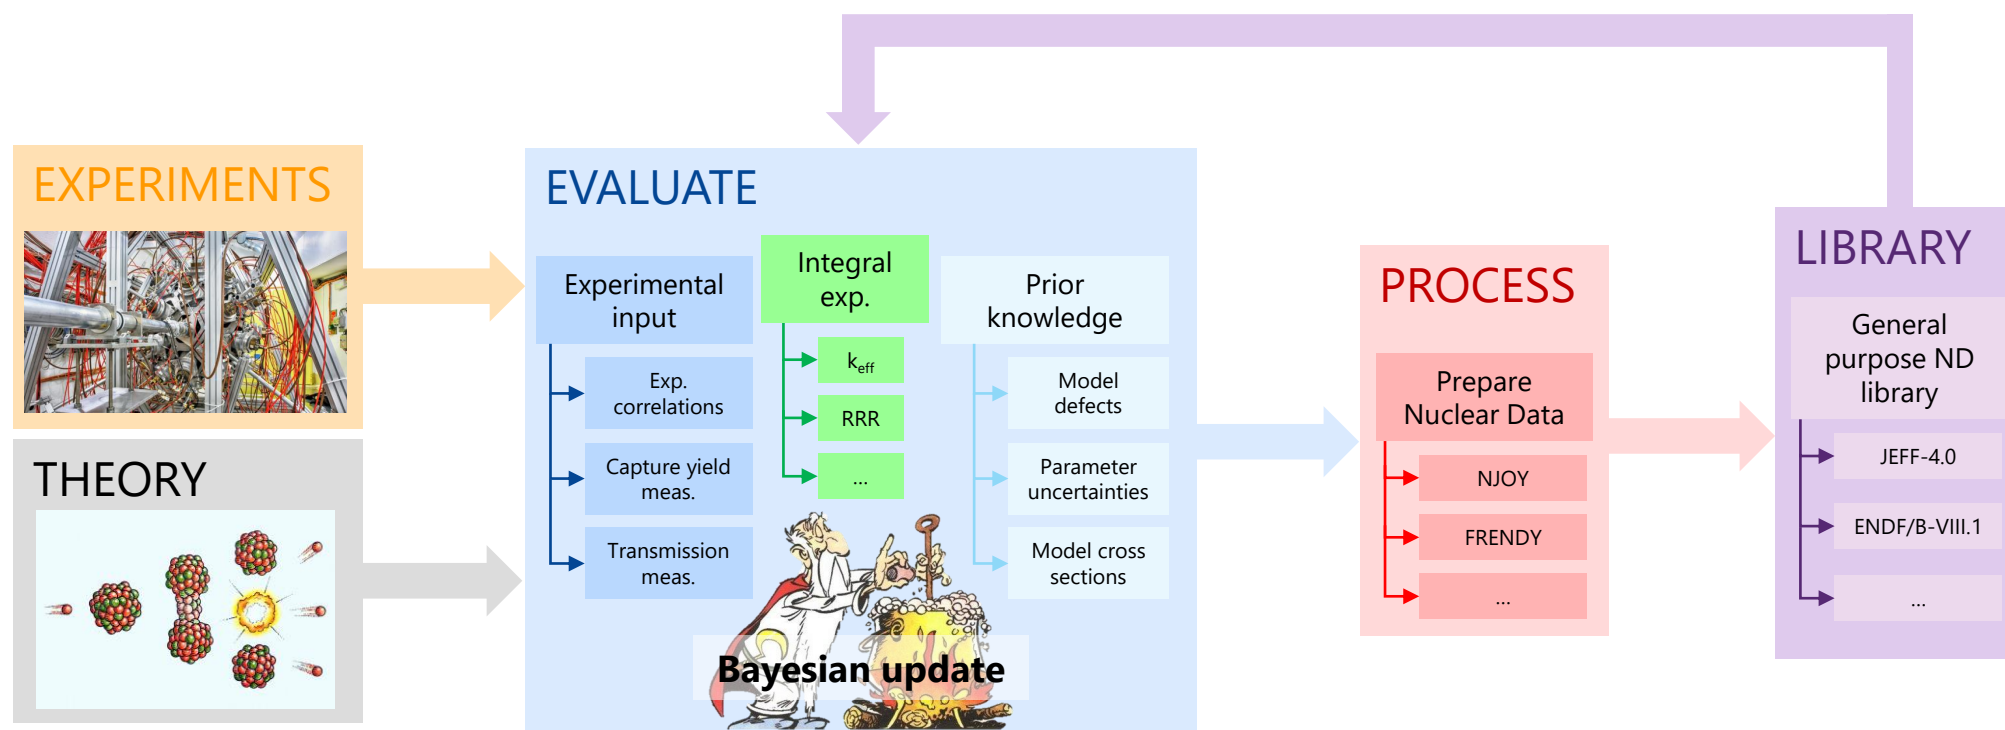 EXPERIMENTS
THEORY
EVALUATE
Experimental
input
Exp.
correlations
Capture yield
meas.
Transmission
meas.
Integral
exp.
keff
RRR
...
Prior
knowledge
Model
defects
Parameter
uncertainties
Model cross
sections
Bayesian update
PROCESS
Prepare
Nuclear Data
NJOY
FRENDY
...
LIBRARY
General
purpose ND
library
JEFF-4.0
ENDF/B-VIII.1
...